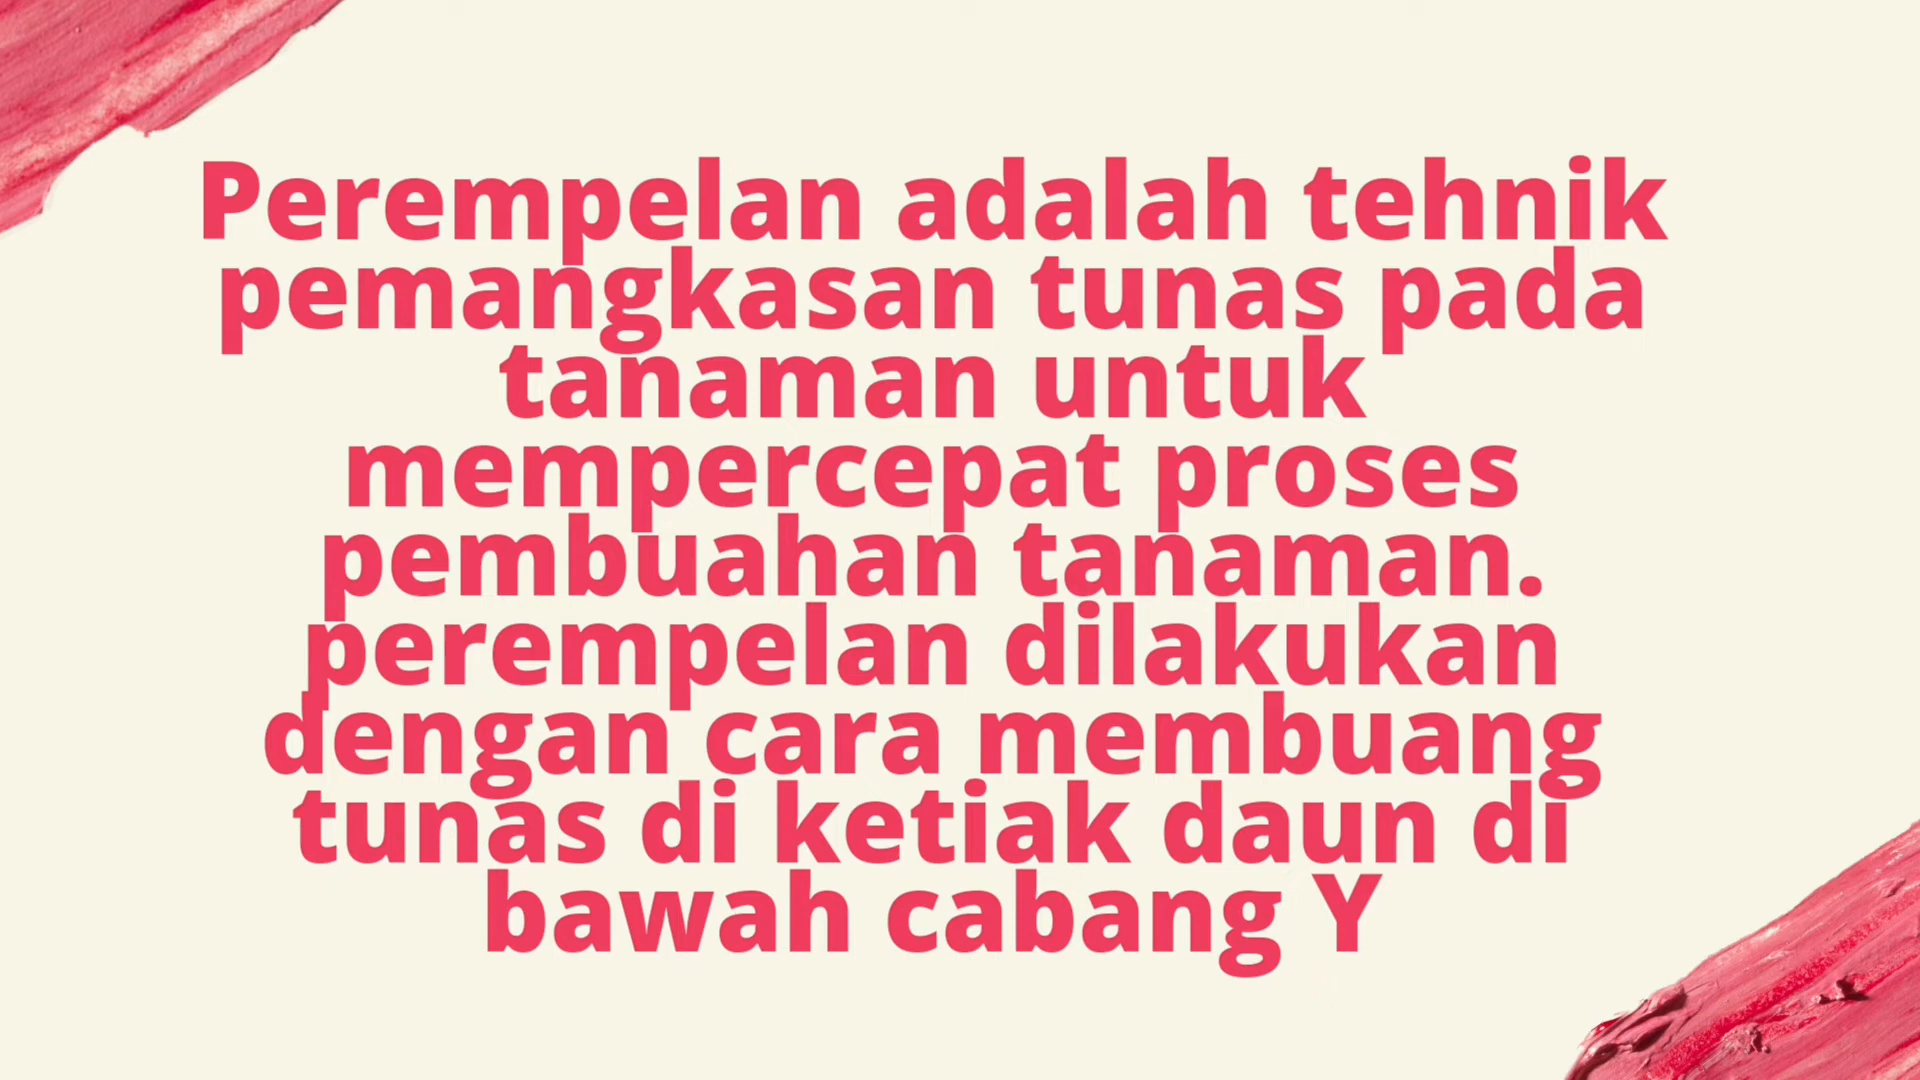 Perempelan adalah tehnik
pemangkasan tunas pada
tanaman untuk
mempercepat proses
pembuahan tanaman.
perempelan dilakukan
dengan cara membuang
tunas di ketiak daun di
bawah cabang Y